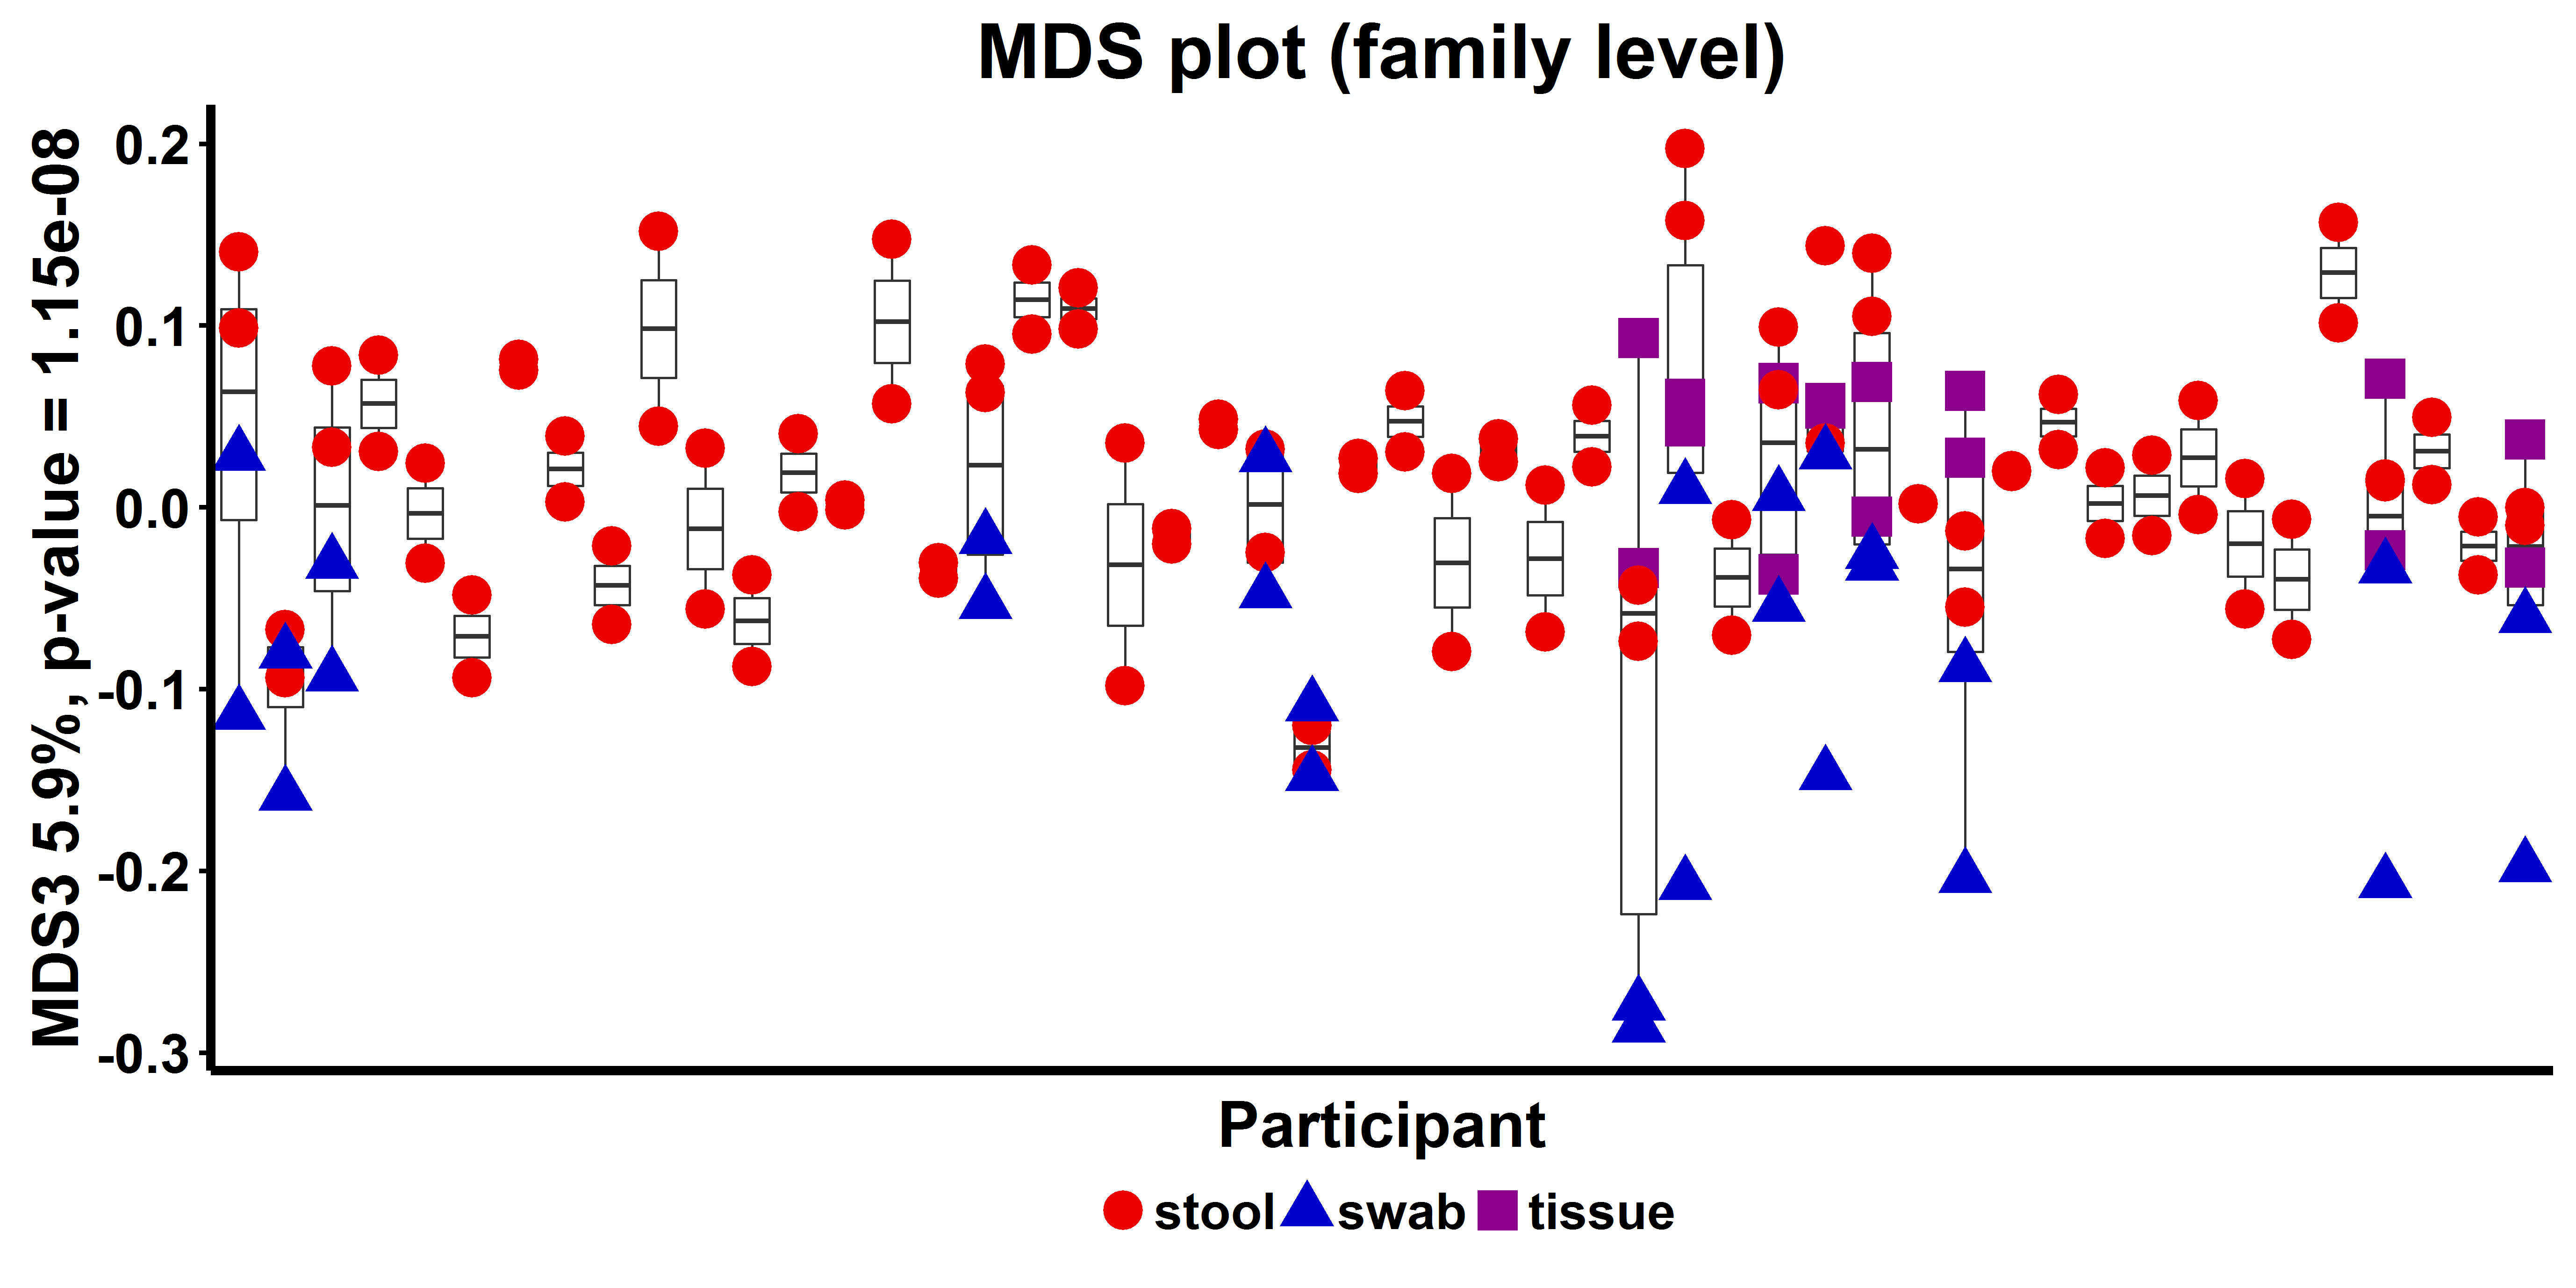 MDS plot (family level)
MDS3 5.9%, p-value = 1.15e-08
0.2
0.1
0.0
-0.1
-0.2
-0.3
Participant
stool swab tissue